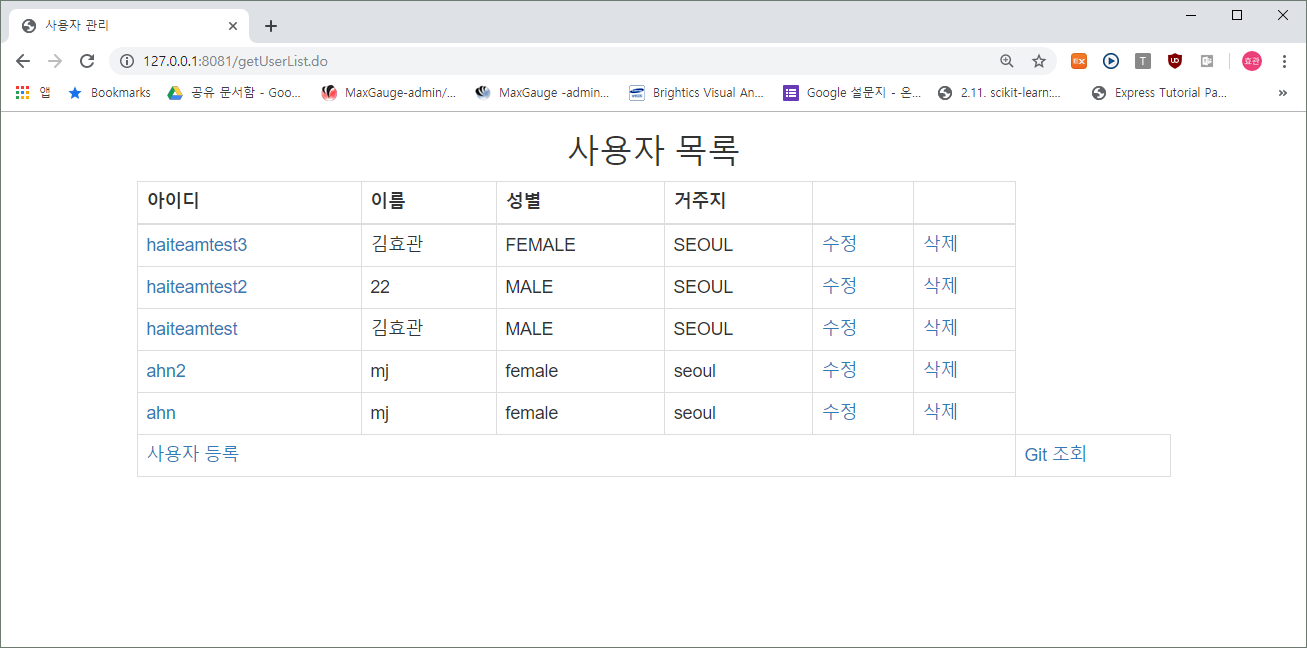 사용자 관리
127.0.0.1:8081/getUserList.do
효관
앱 Bookmarks 공유 문서함 - Goo... MaxGauge-admin/... MaxGauge -admin... Brightics Visual An... Google 설문지 - 온... 2.11. scikit-learn:... Express Tutorial Pa... »
사용자 목록
아이디 이름 성별 거주지
haiteamtest3 김효관 FEMALE SEOUL 수정 삭제
haiteamtest2 22 MALE SEOUL 수정 삭제
haiteamtest 김효관 MALE SEOUL 수정 삭제
ahn2 mj female seoul 수정 삭제
ahn mj female seoul 수정 삭제
사용자 등록 Git 조회